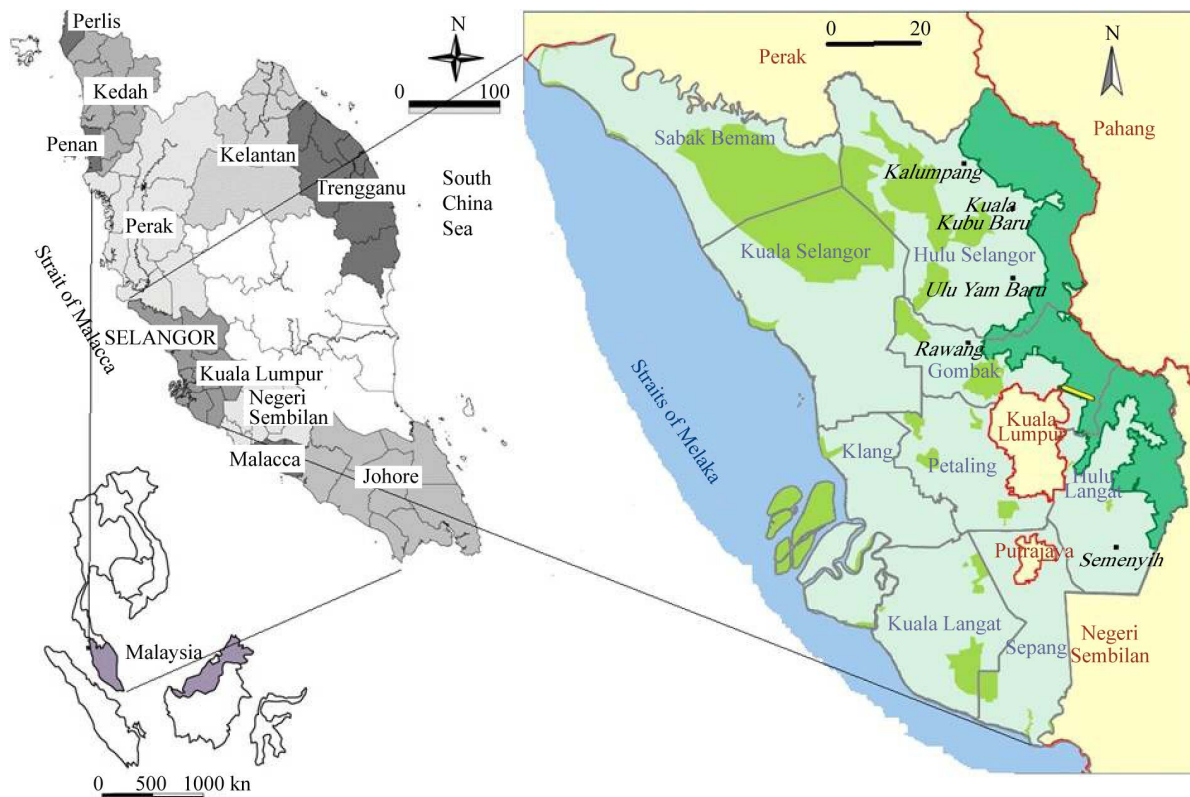 Perlis
N
Kedah
0 100
Penan
Kelantan
Trengganu
South
China
Sea
Perak
Strait of Malacca
SELANGOR
Kuala Lumpur
Negeri
Sembilan
Malacca
Johore
Malaysia
0 500 1000 kn
0 20
N
Perak
Pahang
Sabak Bemam
Kalumpang
Kuala
Kubu Baru
Kuala Selangor
Hulu Selangor
Ulu Yam Baru
Rawang
Gombak
Straits of Melaka
Kuala
Lumpur
Klang
Petaling
Hulu
Langat
Putrajaya
Semenyih
Kuala Langat
Sepang
Negeri
Sembilan